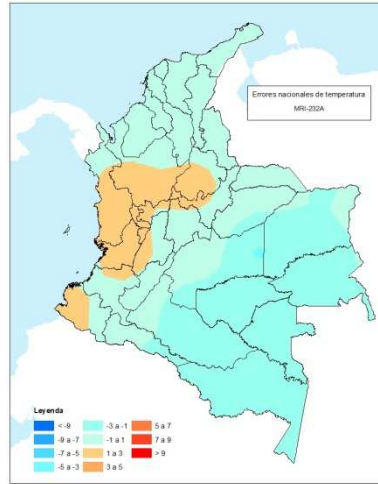 Errores nacionales de temperatura
MRI-232A
Leyenda
< -9
-9 a -7
-7 a -5
-5 a -3
-3 a -1
-1 a 1
1 a 3
3 a 5
5 a 7
7 a 9
> 9